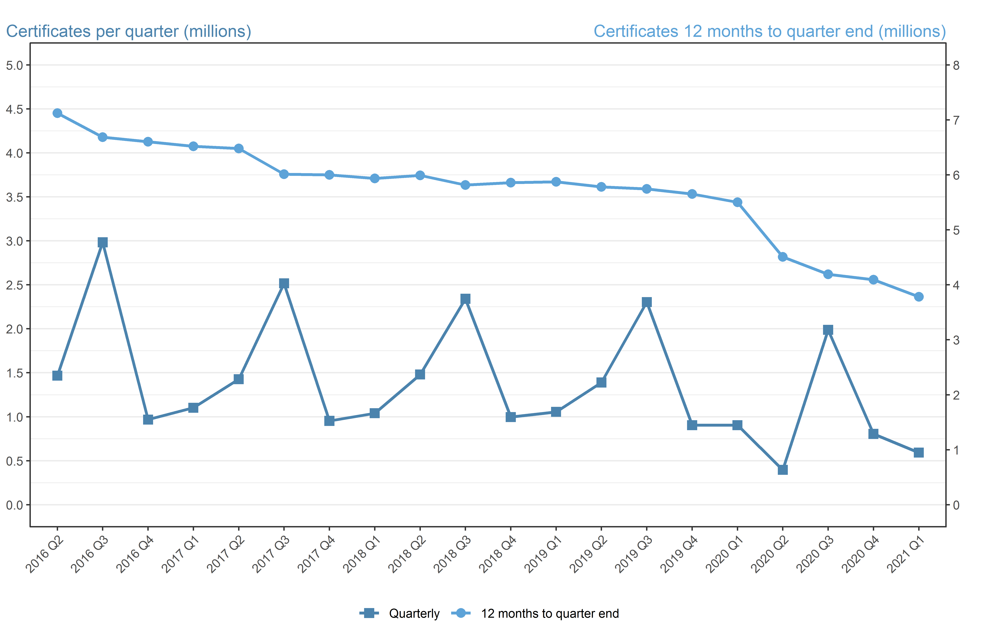 Certificates per quarter (millions)
Certificates 12 months to quarter end (millions)
5.0
4.5
4.0
3.5
3.0
2.5
2.0
1.5
1.0
0.5
0.0
8
7
6
5
4
3
2
1
0
2016 Q2
2016 Q3
2016 Q4
2017 Q1
2017 Q2
2017 Q3
2017 Q4
2018 Q1
2018 Q2
2018 Q3
2018 Q4
2019 Q1
2019 Q2
2019 Q3
2019 Q4
2020 Q1
2020 Q2
2020 Q3
2020 Q4
2021 Q1
Quarterly
12 months to quarter end